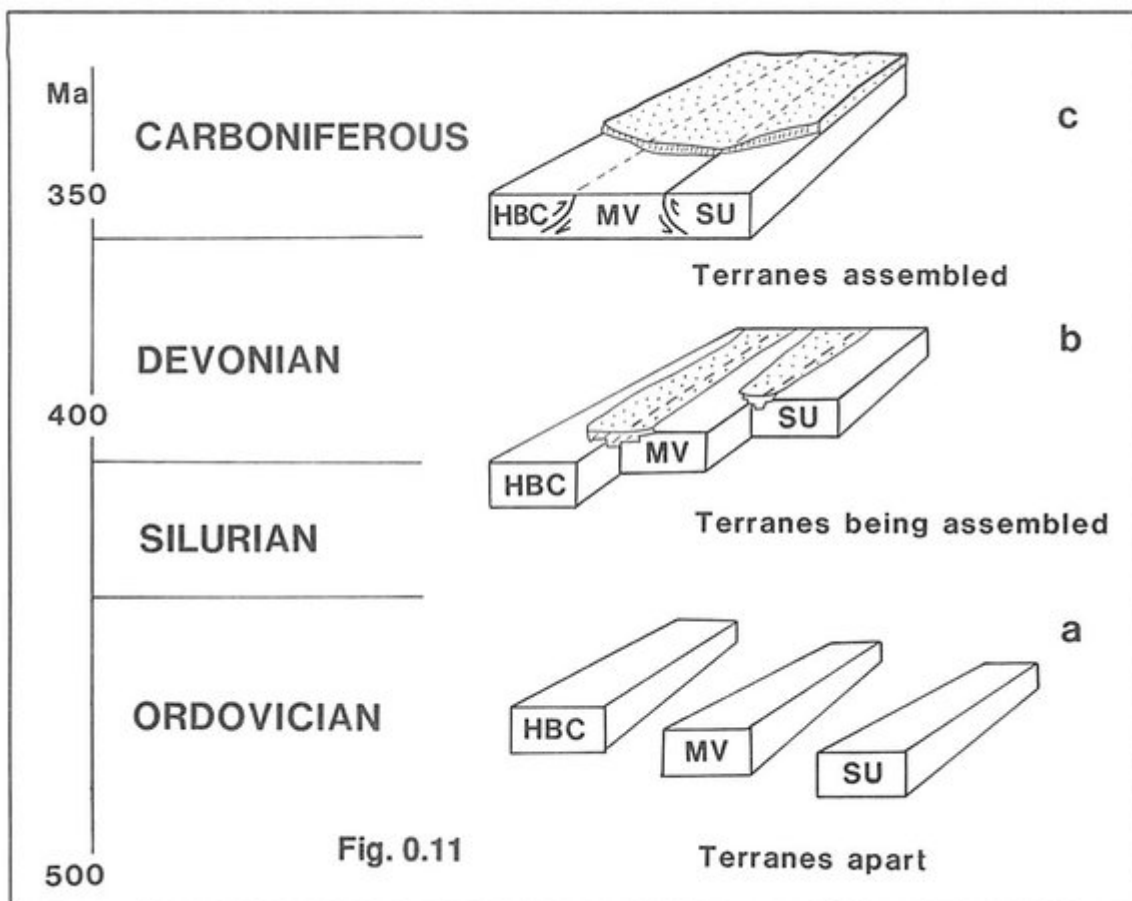 Ma
CARBONIFEROUS
c
350
HBC MV SU
Terranes assembled
DEVONIAN
b
400
HBC MV SU
SILURIAN
Terranes being assembled
a
ORDOVICIAN
HBC MV SU
Fig. 0.11
Terranes apart
500